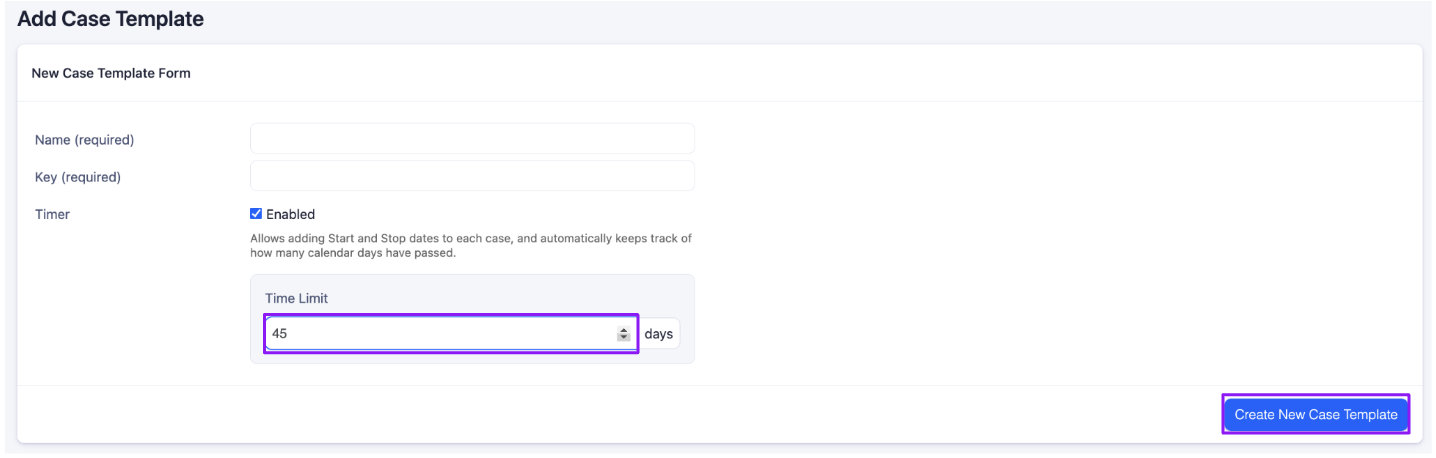 Add Case Template
New Case Template Form
Name (required)
Key (required)
Timer
Enabled
Allows adding Start and Stop dates to each case, and automatically keeps track of
how many calendar days have passed.
Time Limit
45
days
Create New Case Template